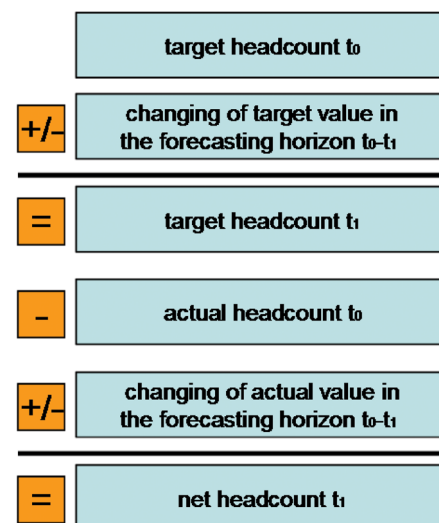 target headcount t₀
+/- changing of target value in
the forecasting horizon t₀-t₁
= target headcount t₁
- actual headcount t₀
+/- changing of actual value in
the forecasting horizon t₀-t₁
= net headcount t₁